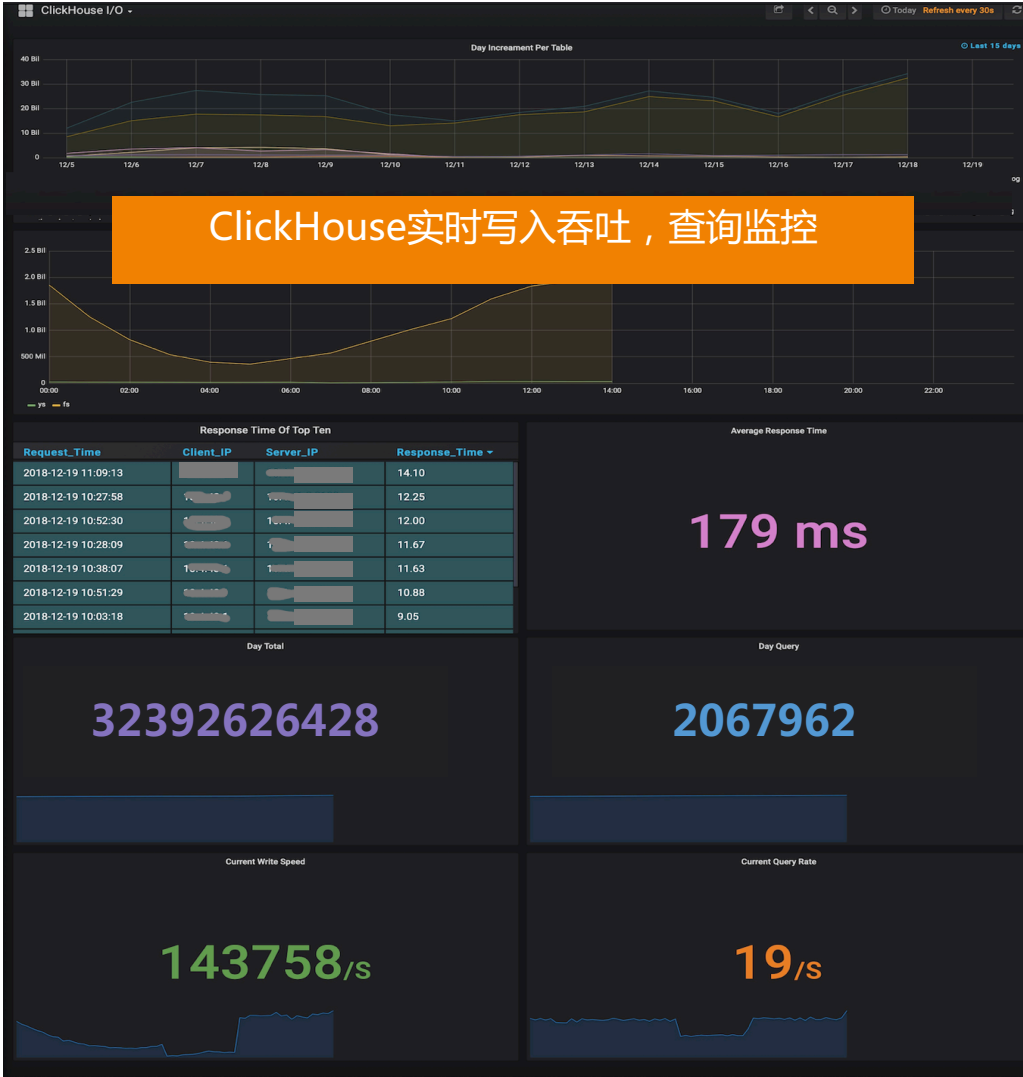 ClickHouse I/O
Today Refresh every 30s
Day Increament Per Table
Last 15 days
40 Bil
30 Bil
20 Bil
10 Bil
0
12/5 12/6 12/7 12/8 12/9 12/10 12/11 12/12 12/13 12/14 12/15 12/16 12/17 12/18 12/19
og
ClickHouse实时写入吞吐，查询监控
2.5 Bil
2.0 Bil
1.5 Bil
1.0 Bil
500 Mil
0
00:00 02:00 04:00 06:00 08:00 10:00 12:00 14:00 16:00 18:00 20:00 22:00
ys fs
Response Time Of Top Ten
Request_Time Client_IP Server_IP Response_Time
2018-12-19 11:09:13 14.10
2018-12-19 10:27:58 12.25
2018-12-19 10:52:30 12.00
2018-12-19 10:28:09 11.67
2018-12-19 10:38:07 11.63
2018-12-19 10:51:29 10.88
2018-12-19 10:03:18 9.05
Average Response Time
179 ms
Day Total
32392626428
Day Query
2067962
Current Write Speed
143758/S
Current Query Rate
19/S